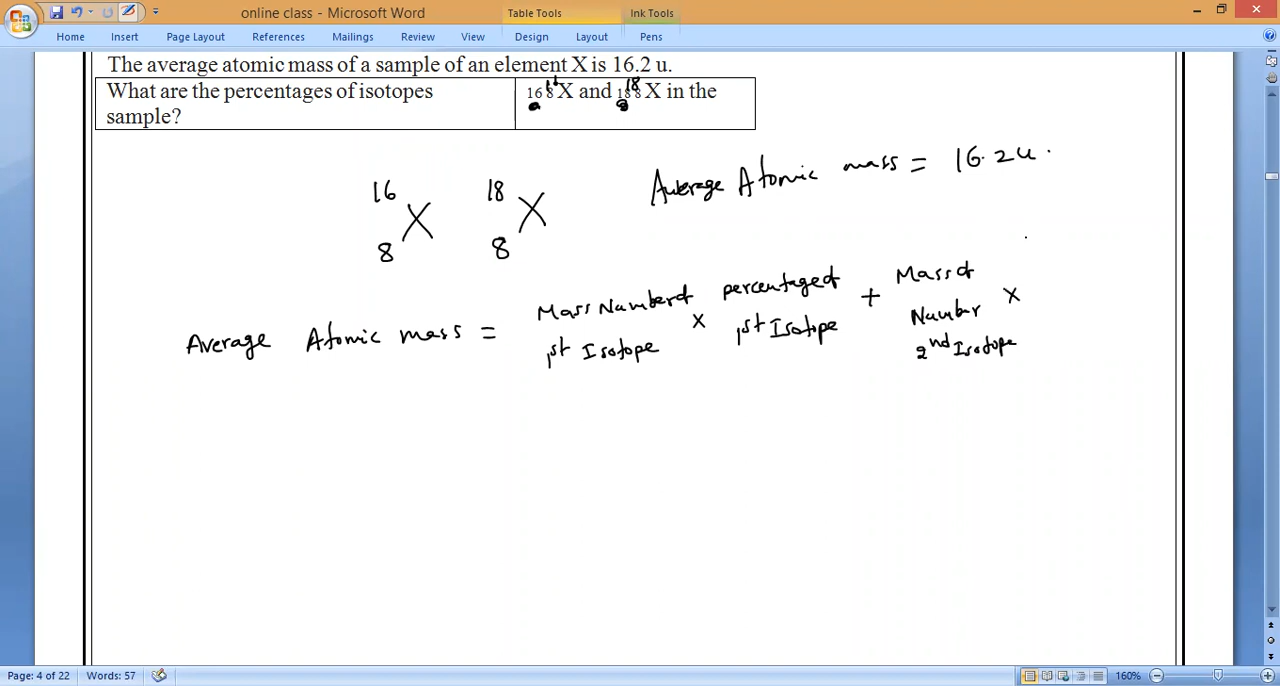 online class - Microsoft Word
Table Tools
Ink Tools
Home Insert Page Layout References Mailings Review View Design Layout Pens
The average atomic mass of a sample of an element X is 16.2 u.
What are the percentages of isotopes
sample?
X and
X in the
16
8 X
18
8 X
Average Atomic mass = 16.2u.
Average Atomic mass = Mass Number of 1st Isotope × percentage of 1st Isotope + Mass of Number 2nd Isotope ×
Page: 4 of 22 Words: 57 160%